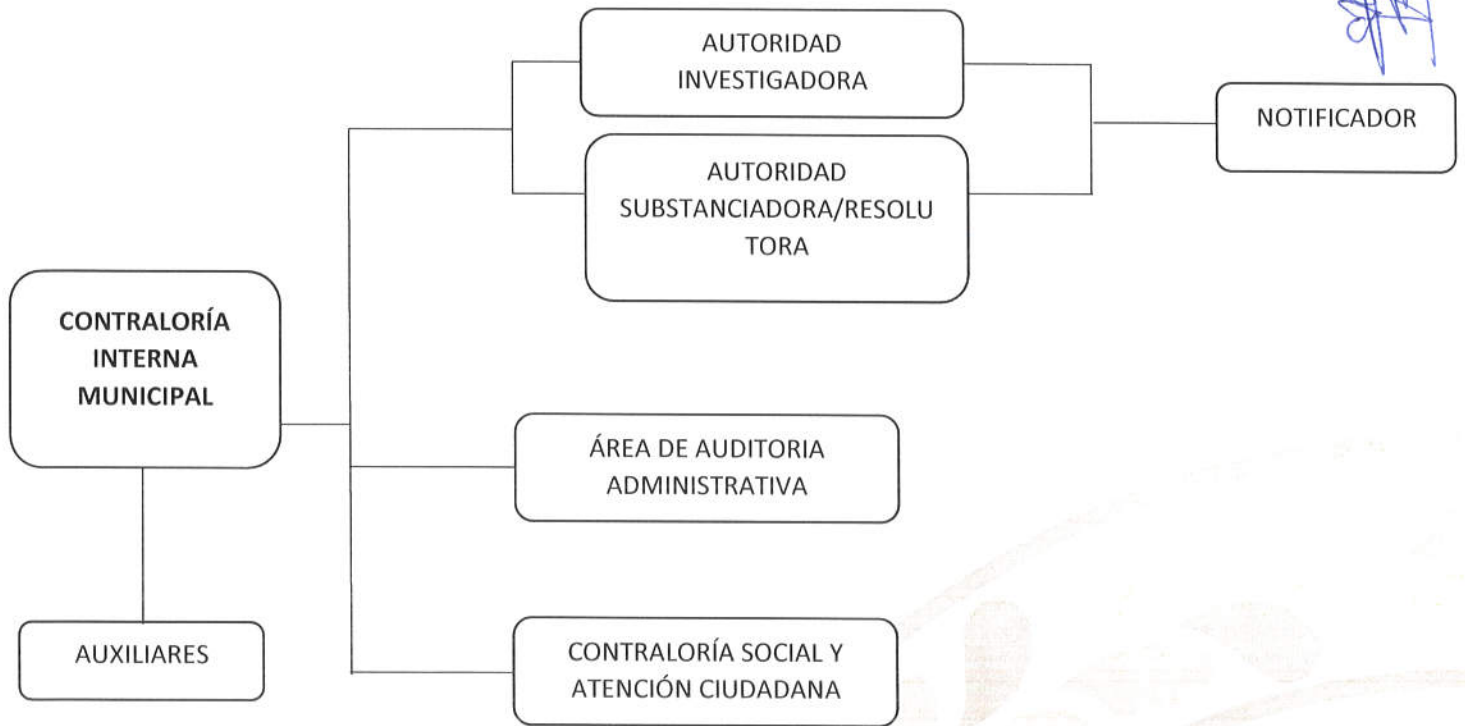 AUTORIDAD
INVESTIGADORA
NOTIFICADOR
AUTORIDAD
SUBSTANCIADORA/RESOLU
TORA
CONTRALORÍA
INTERNA
MUNICIPAL
ÁREA DE AUDITORIA
ADMINISTRATIVA
AUXILIARES
CONTRALORÍA SOCIAL Y
ATENCIÓN CIUDADANA